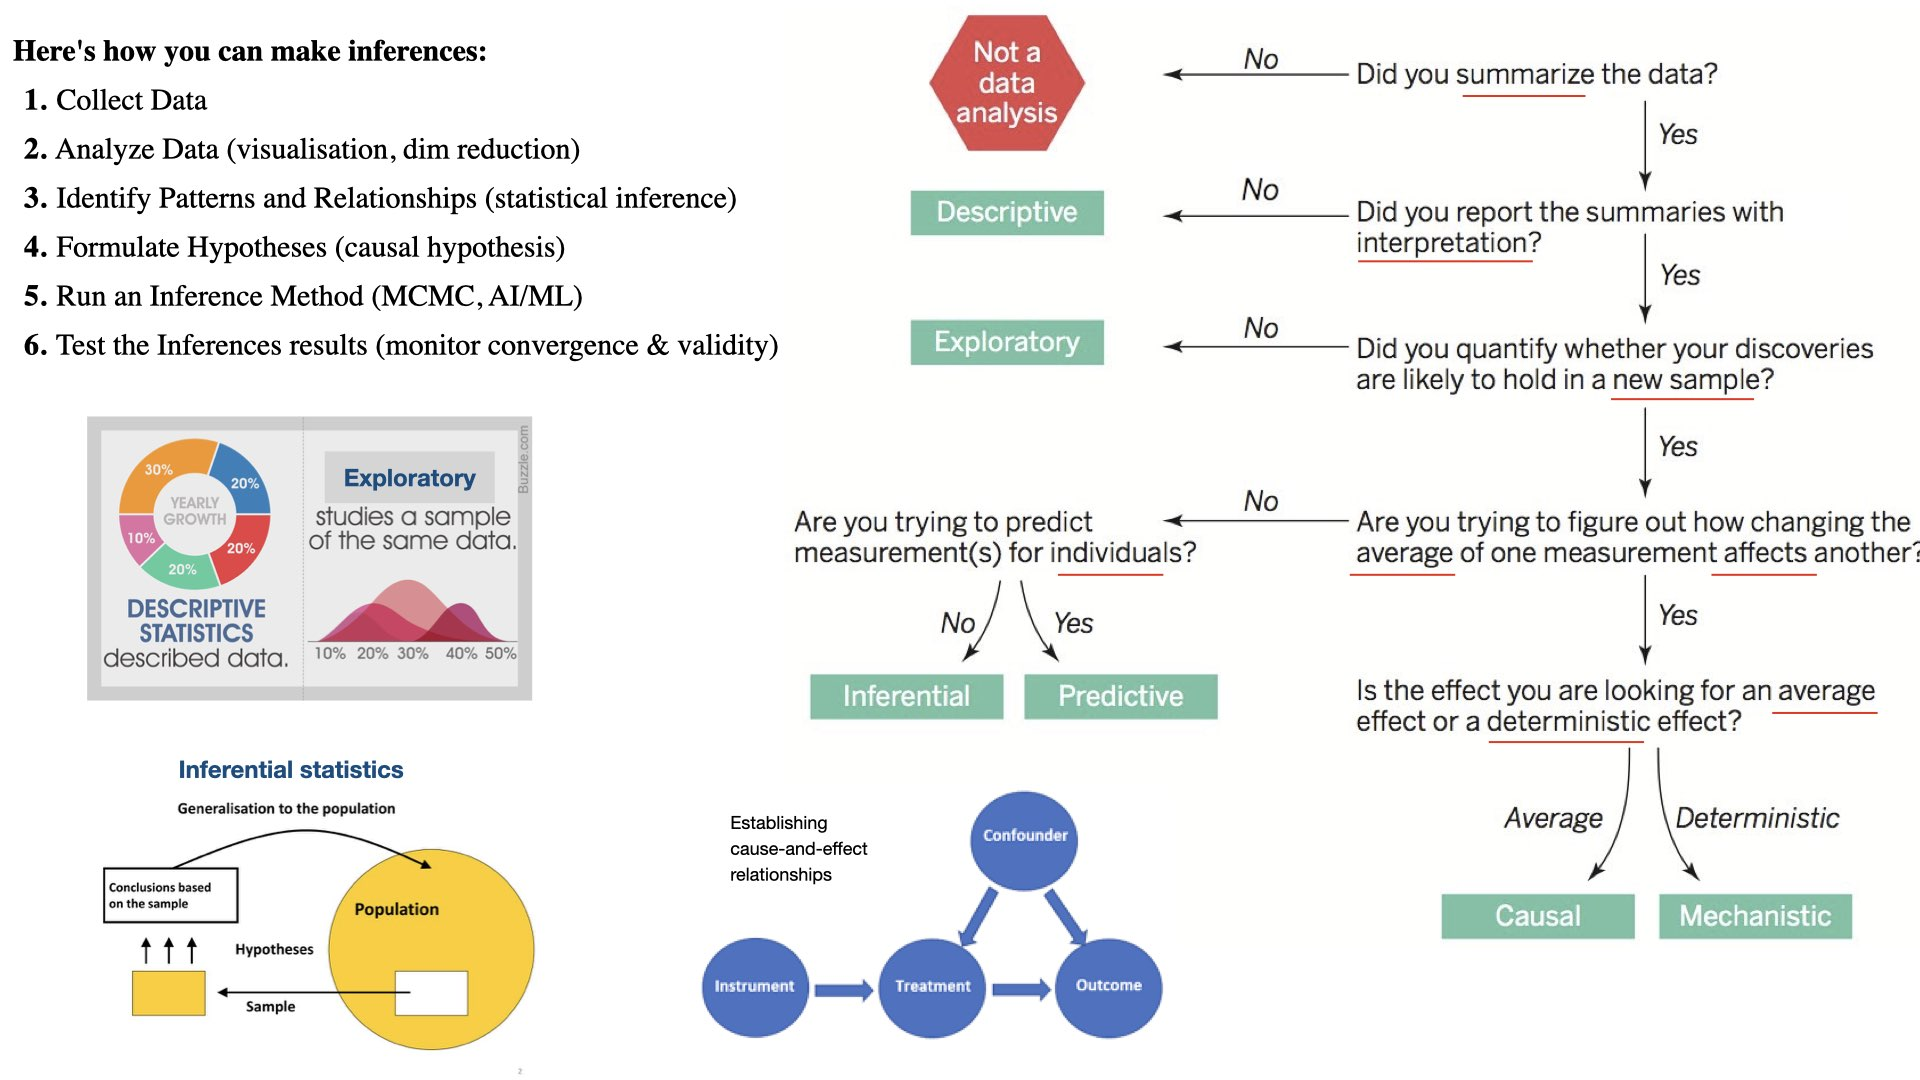 Here's how you can make inferences:
1. Collect Data
2. Analyze Data (visualisation, dim reduction)
3. Identify Patterns and Relationships (statistical inference)
4. Formulate Hypotheses (causal hypothesis)
5. Run an Inference Method (MCMC, AI/ML)
6. Test the Inferences results (monitor convergence & validity)
30%
20%
YEARLY
GROWTH
10%
20%
20%
DESCRIPTIVE
STATISTICS
described data.
Exploratory
studies a sample
of the same data.
10% 20% 30% 40% 50%
Buzzle.com
Inferential statistics
Generalisation to the population
Conclusions based
on the sample
Population
Hypotheses
Sample
2
Establishing
cause-and-effect
relationships
Confounder
Instrument
Treatment
Outcome
Not a
data
analysis
No
Did you summarize the data?
Yes
Descriptive
No
Did you report the summaries with
interpretation?
Yes
Exploratory
No
Did you quantify whether your discoveries
are likely to hold in a new sample?
Yes
Are you trying to predict
measurement(s) for individuals?
No
Are you trying to figure out how changing the
average of one measurement affects another?
No
Yes
Yes
Inferential
Predictive
Is the effect you are looking for an average
effect or a deterministic effect?
Average
Deterministic
Causal
Mechanistic